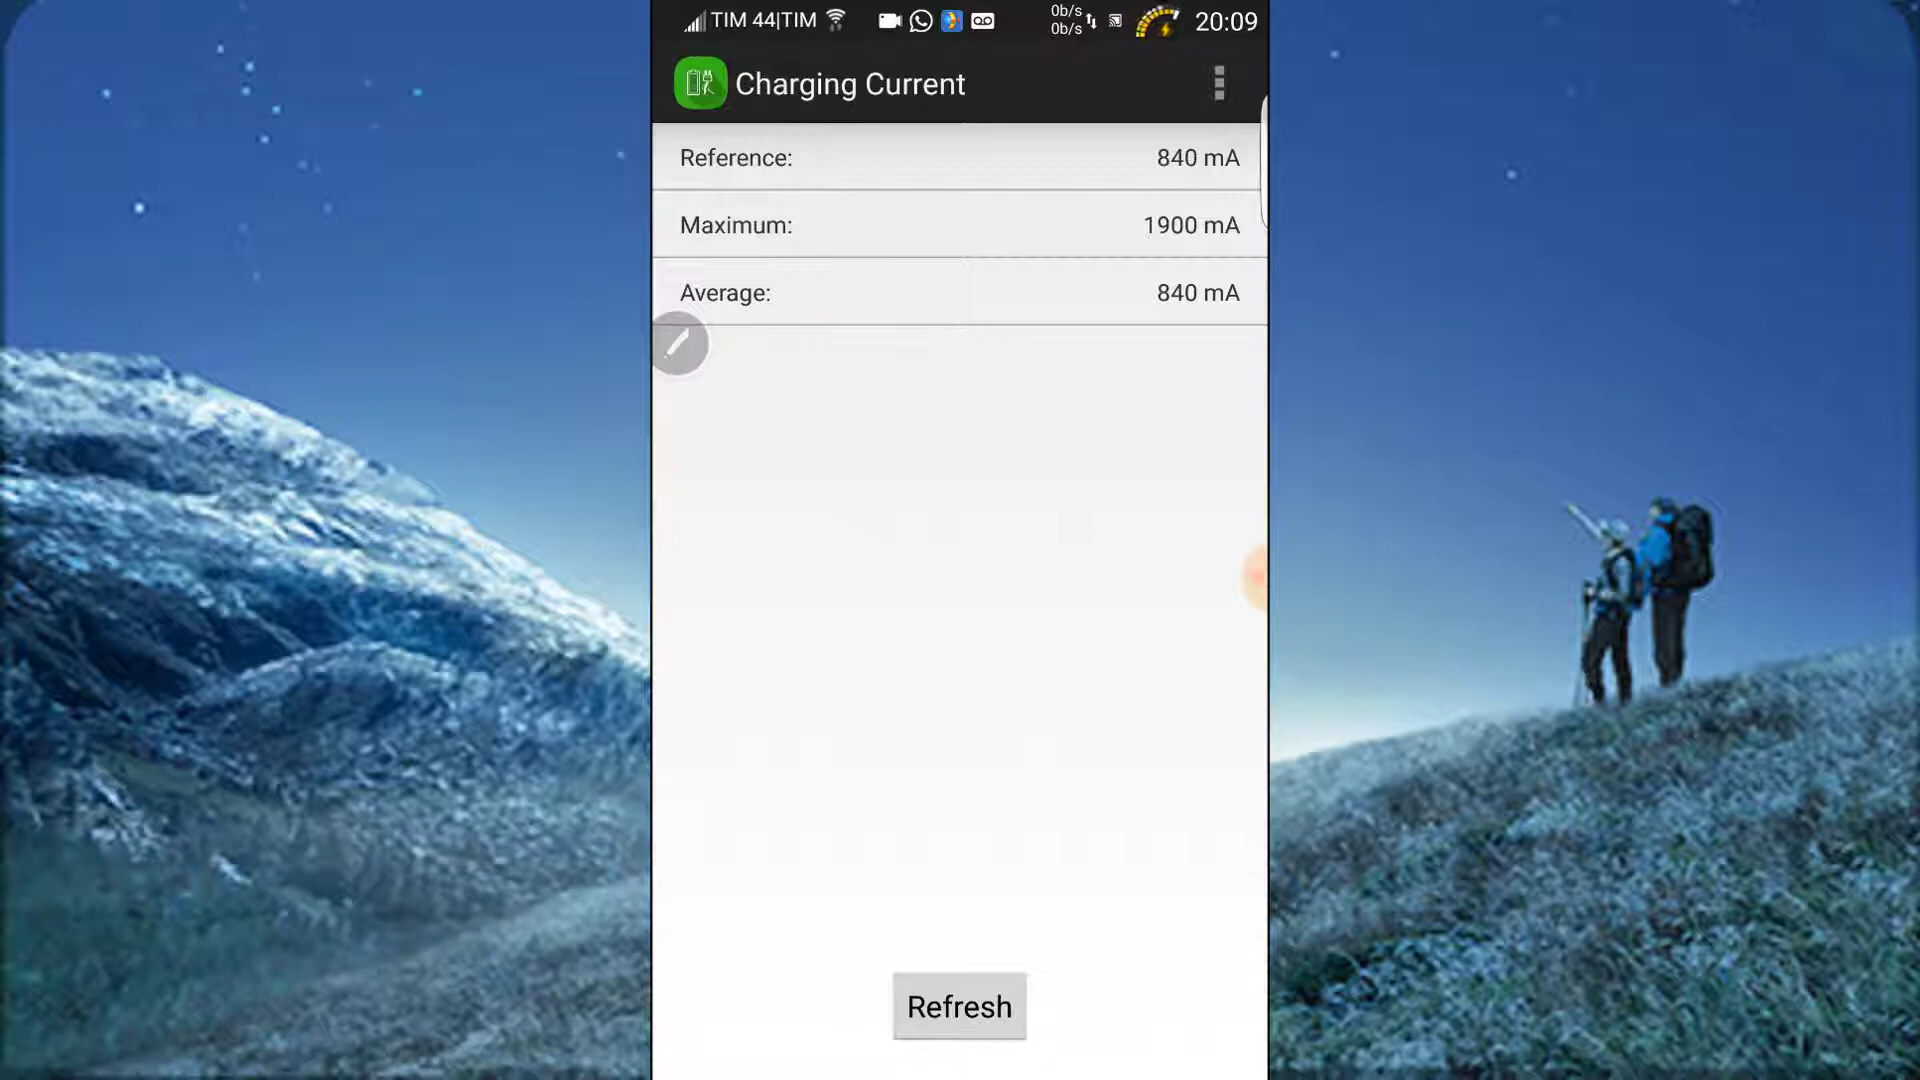 TIM 44|TIM 0b/s 0b/s 20:09
Charging Current
Reference: 840 mA
Maximum: 1900 mA
Average: 840 mA
Refresh